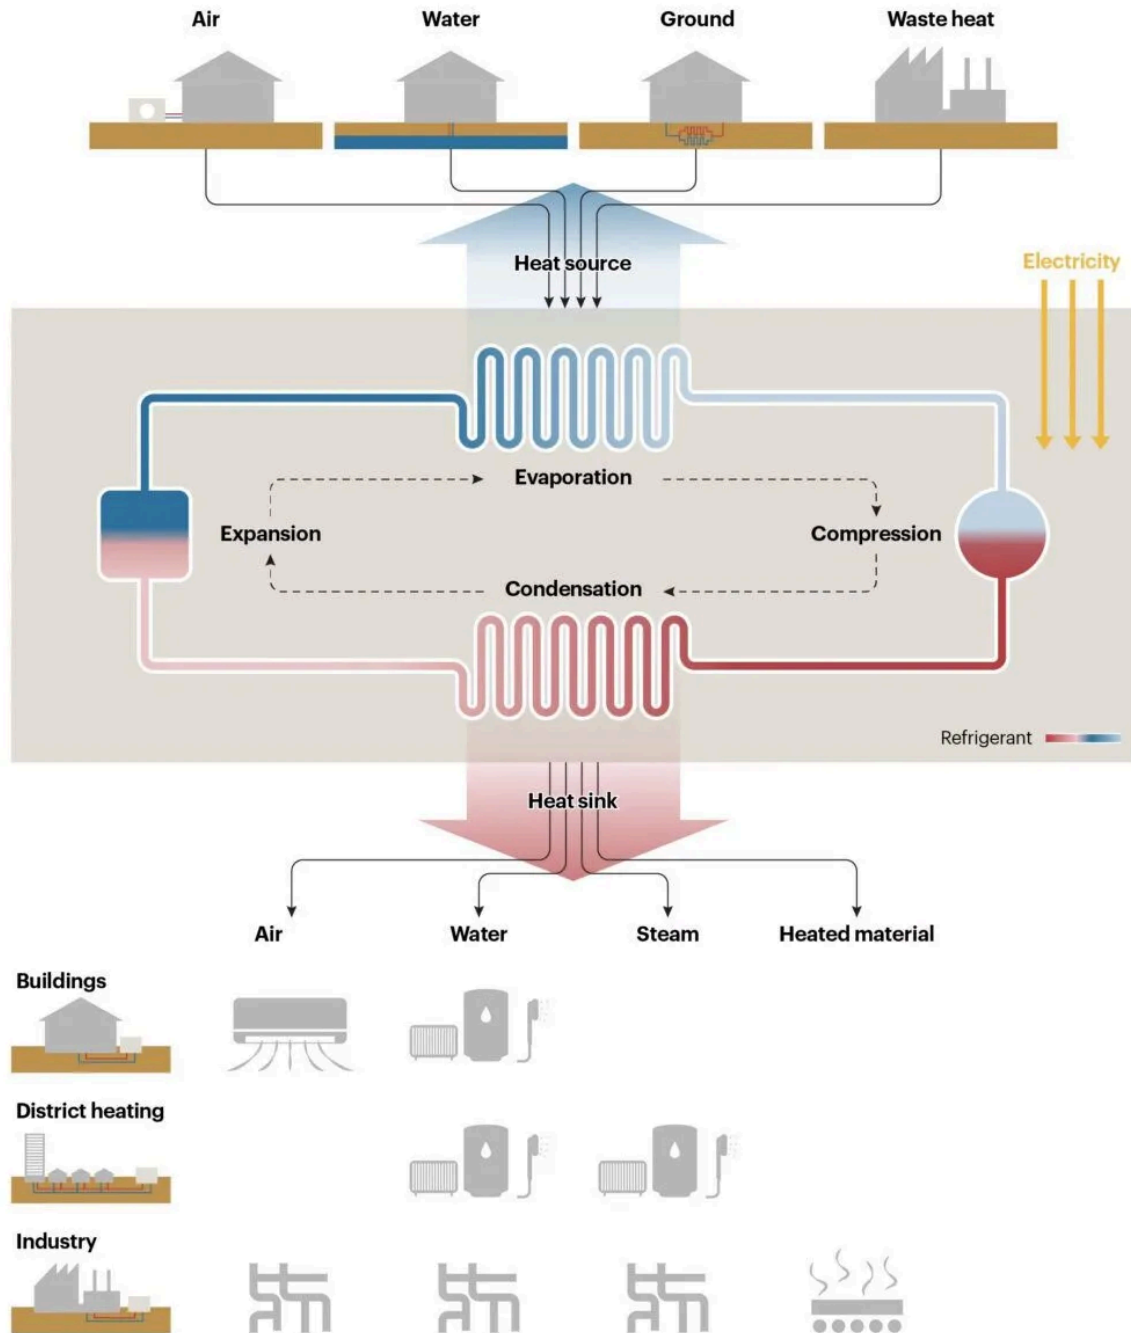 Air
Water
Ground
Waste heat
Heat source
Electricity
Evaporation
Expansion
Compression
Condensation
Refrigerant
Heat sink
Air
Water
Steam
Heated material
Buildings
District heating
Industry